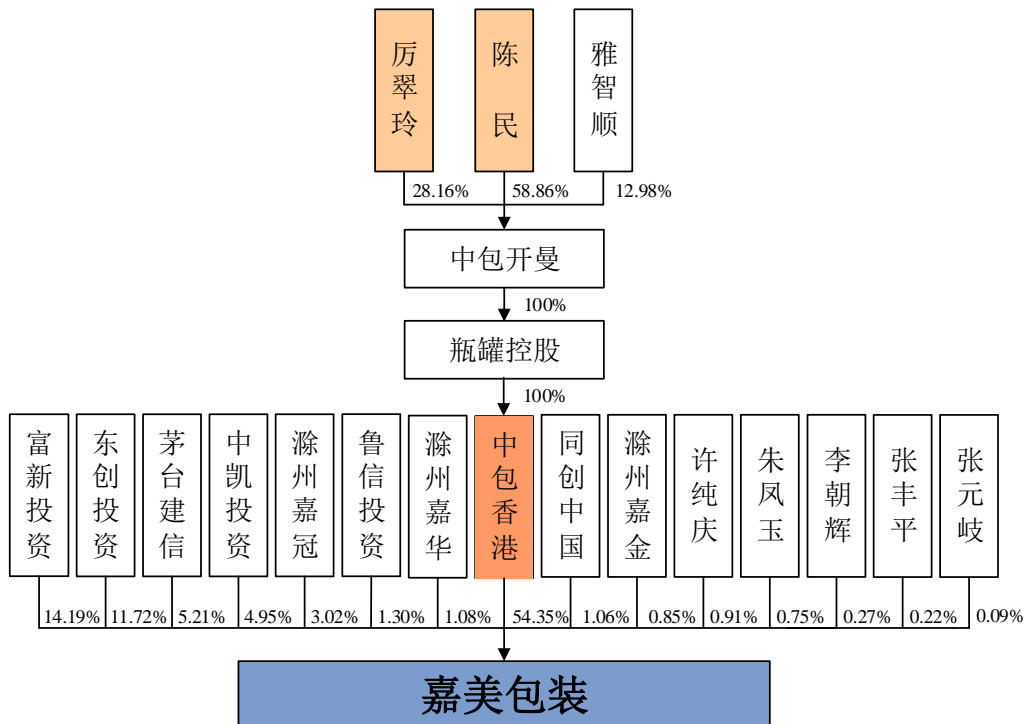 厉翠玲
陈民
雅智顺
28.16%
58.86%
12.98%
中包开曼
100%
瓶罐控股
100%
富新投资
东创投资
茅台建信
中凯投资
滁州嘉冠
鲁信投资
滁州嘉华
中包香港
同创中国
滁州嘉金
许纯庆
朱凤玉
李朝辉
张丰平
张元岐
14.19%
11.72%
5.21%
4.95%
3.02%
1.30%
1.08%
54.35%
1.06%
0.85%
0.91%
0.75%
0.27%
0.22%
0.09%
嘉美包装